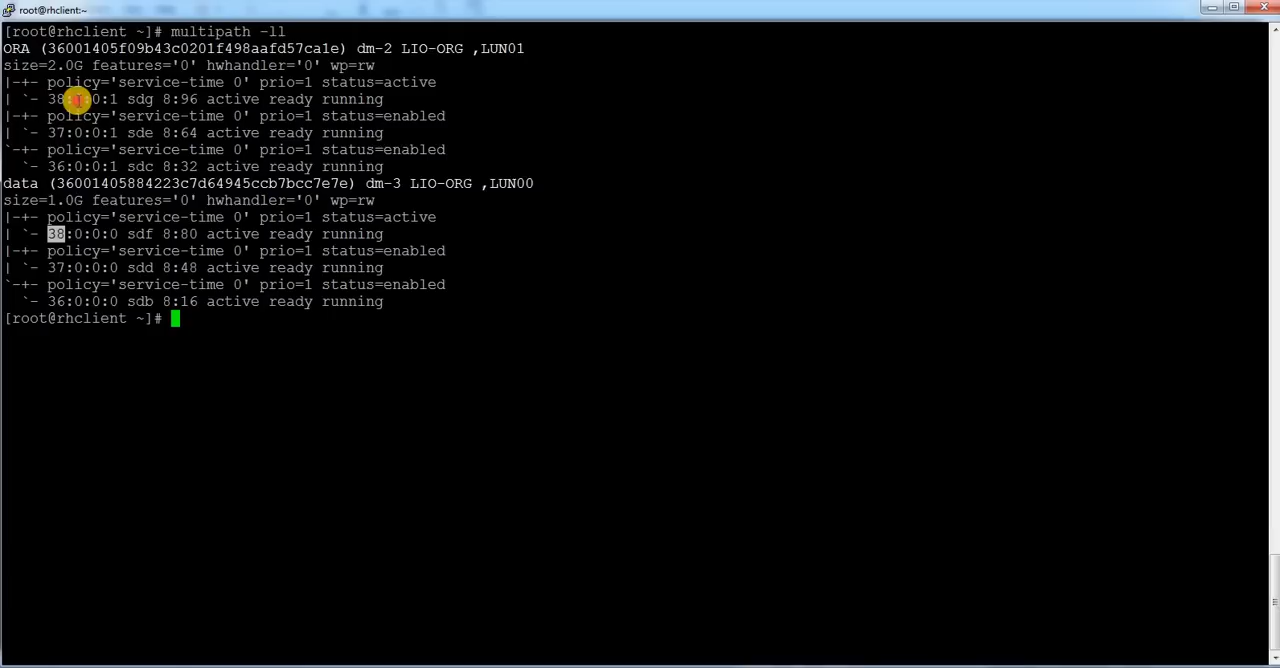 root@rhclient:~
[root@rhclient ~]# multipath -ll
ORA (36001405f09b43c0201f498aafd57ca1e) dm-2 LIO-ORG ,LUN01
size=2.0G features='0' hwhandler='0' wp=rw
|-+- policy='service-time 0' prio=1 status=active
| `- 38:0:0:1 sdg 8:96 active ready running
|-+- policy='service-time 0' prio=1 status=enabled
| `- 37:0:0:1 sde 8:64 active ready running
`-+- policy='service-time 0' prio=1 status=enabled
  `- 36:0:0:1 sdc 8:32 active ready running
data (36001405884223c7d64945ccb7bcc7e7e) dm-3 LIO-ORG ,LUN00
size=1.0G features='0' hwhandler='0' wp=rw
|-+- policy='service-time 0' prio=1 status=active
| `- 38:0:0:0 sdf 8:80 active ready running
|-+- policy='service-time 0' prio=1 status=enabled
| `- 37:0:0:0 sdd 8:48 active ready running
`-+- policy='service-time 0' prio=1 status=enabled
  `- 36:0:0:0 sdb 8:16 active ready running
[root@rhclient ~]#